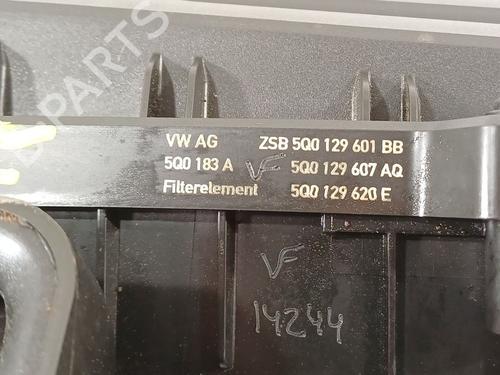 B-PARTS
VW AG ZSB 5Q0 129 601 BB
5Q0 183 A VF 5Q0 129 607 AQ
Filterelement 5Q0 129 620 E
VF
14244